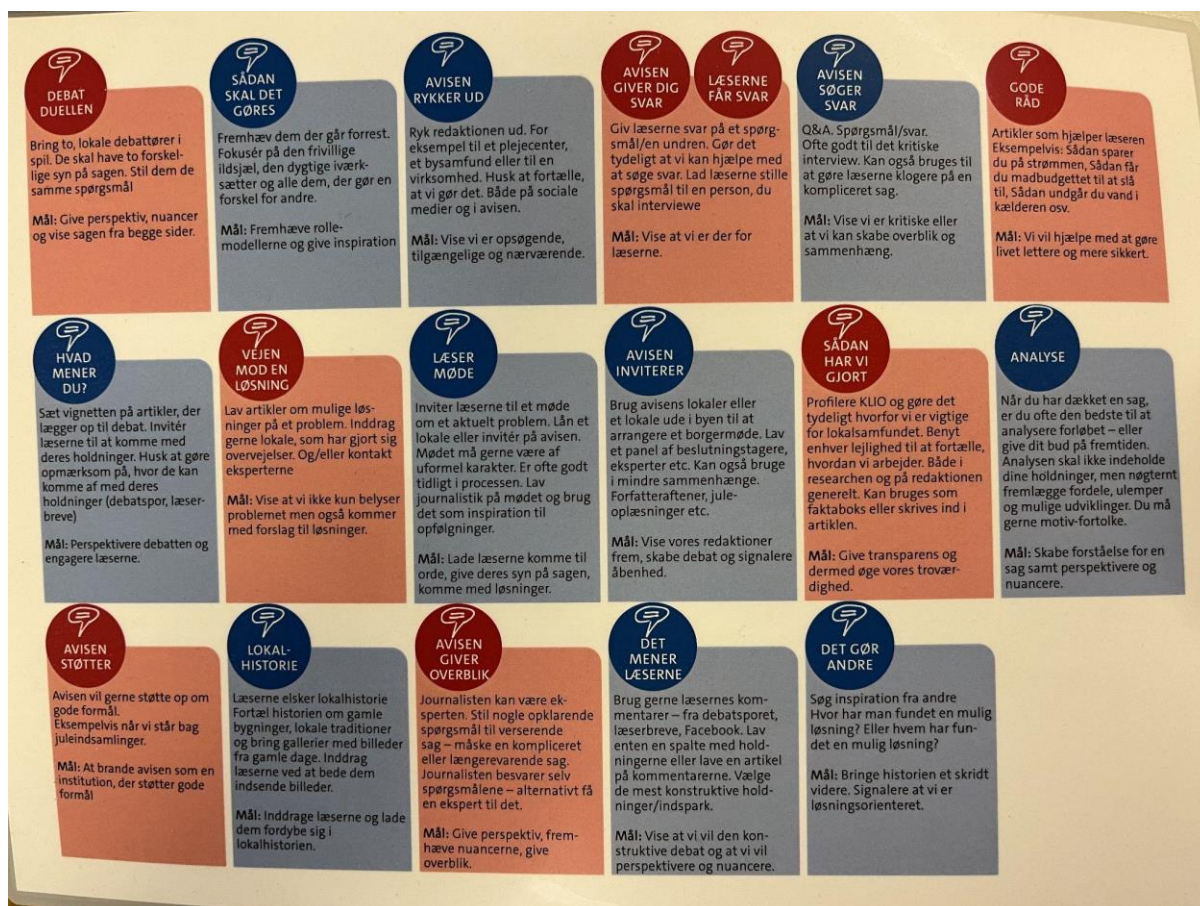 DEBAT
DUELLEN
Bring to, lokale debattører i
spil. De skal have to forskel-
lige syn på sagen. Stil dem de
samme spørgsmål
Mål: Give perspektiv, nuancer
og vise sagen fra begge sider.
SÅDAN
SKAL DET
GØRES
Fremhæv dem der går forrest.
Fokusér på den frivillige
ildsjæl, den dygtige iværk-
sætter og alle dem, der gør en
forskel for andre.
Mål: Fremhæve rolle-
modellerne og give inspiration
AVISEN
RYKKER UD
Ryk redaktionen ud. For
eksempel til et plejecenter,
et bysamfund eller til en
virksomhed. Husk at fortælle,
at vi gør det. Både på sociale
medier og i avisen.
Mål: Vise vi er opsøgende,
tilgængelige og nærværende.
AVISEN
GIVER DIG
SVAR
LÆSERNE
FÅR SVAR
Giv læserne svar på et spørg-
smål/en undren. Gør det
tydeligt at vi kan hjælpe med
at søge svar. Lad læserne stille
spørgsmål til en person, du
skal interviewe
Mål: Vise at vi er der for
læserne.
AVISEN
SØGER
SVAR
Q&A. Spørgsmål/svar.
Ofte godt til det kritiske
interview. Kan også bruges til
at gøre læserne klogere på en
kompliceret sag.
Mål: Vise vi er kritiske eller
at vi kan skabe overblik og
sammenhæng.
GODE
RÅD
Artikler som hjælper læseren
Eksempelvis: Sådan sparer
du på strømmen, Sådan får
du madbudgettet til at slå
til, Sådan undgår du vand i
kælderen osv.
Mål: Vi vil hjælpe med at gøre
livet lettere og mere sikkert.
HVAD
MENER
DU?
Sæt vignetten på artikler, der
lægger op til debat. Invitér
læserne til at komme med
deres holdninger. Husk at gøre
opmærksom på, hvor de kan
komme af med deres
holdninger (debatspor, læser-
breve)
Mål: Perspektivere debatten og
engagere læserne.
VEJEN
MOD EN
LØSNING
Lav artikler om mulige løs-
ninger på et problem. Inddrag
gerne lokale, som har gjort sig
overvejelser. Og/eller kontakt
eksperterne
Mål: Vise at vi ikke kun belyser
problemet men også kommer
med forslag til løsninger.
LÆSER
MØDE
Inviter læserne til et møde
om et aktuelt problem. Lån et
lokale eller invitér på avisen.
Mødet må gerne være af
uformel karakter. Er ofte godt
tidligt i processen. Lav
journalistik på mødet og brug
det som inspiration til
opfølgninger.
Mål: Lade læserne komme til
orde, give deres syn på sagen,
komme med løsninger.
AVISEN
INVITERER
Brug avisens lokaler eller
et lokale ude i byen til at
arrangere et borgermøde. Lav
et panel af beslutningstagere,
eksperter etc. Kan også bruge
i mindre sammenhænge.
Forfatteraftener, jule-
oplæsninger etc.
Mål: Vise vores redaktioner
frem, skabe debat og signalere
åbenhed.
SÅDAN
HAR VI
GJORT
Profilere KLIO og gøre det
tydeligt hvorfor vi er vigtige
for lokalsamfundet. Benyt
enhver lejlighed til at fortælle,
hvordan vi arbejder. Både i
researchen og på redaktionen
generelt. Kan bruges som
faktaboks eller skrives ind i
artiklen.
Mål: Give transparens og
dermed øge vores trovær-
dighed.
ANALYSE
Når du har dækket en sag,
er du ofte den bedste til at
analysere forløbet – eller
give dit bud på fremtiden.
Analysen skal ikke indeholde
dine holdninger, men nøgternt
fremlægge fordele, ulemper
og mulige udviklinger. Du må
gerne motiv-fortolke.
Mål: Skabe forståelse for en
sag samt perspektivere og
nuancere.
AVISEN
STØTTER
Avisen vil gerne støtte op om
gode formål.
Eksempelvis når vi står bag
juleindsamlinger.
Mål: At brande avisen som en
institution, der støtter gode
formål
LOKAL-
HISTORIE
Læserne elsker lokalhistorie
Fortæl historien om gamle
bygninger, lokale traditioner
og bring gallerier med billeder
fra gamle dage. Inddrag
læserne ved at bede dem
indsende billeder.
Mål: Inddrage læserne og lade
dem fordybe sig i
lokalhistorien.
AVISEN
GIVER
OVERBLIK
Journalisten kan være ek-
sperten. Stil nogle opklarende
spørgsmål til verserende
sag – måske en kompliceret
eller længerevarende sag.
Journalisten besvarer selv
spørgsmålene – alternativt få
en ekspert til det.
Mål: Give perspektiv, frem-
hæve nuancerne, give
overblik.
DET
MENER
LÆSERNE
Brug gerne læsernes kom-
mentarer – fra debatsporet,
læserbreve, Facebook. Lav
enten en spalte med hold-
ningerne eller lave en artikel
på kommentarerne. Vælge
de mest konstruktive hold-
ninger/indspark.
Mål: Vise at vi vil den kon-
struktive debat og at vi vil
perspektivere og nuancere.
DET GØR
ANDRE
Søg inspiration fra andre
Hvor har man fundet en mulig
løsning? Eller hvem har fun-
det en mulig løsning?
Mål: Bringe historien et skridt
videre. Signalere at vi er
løsningsorienteret.